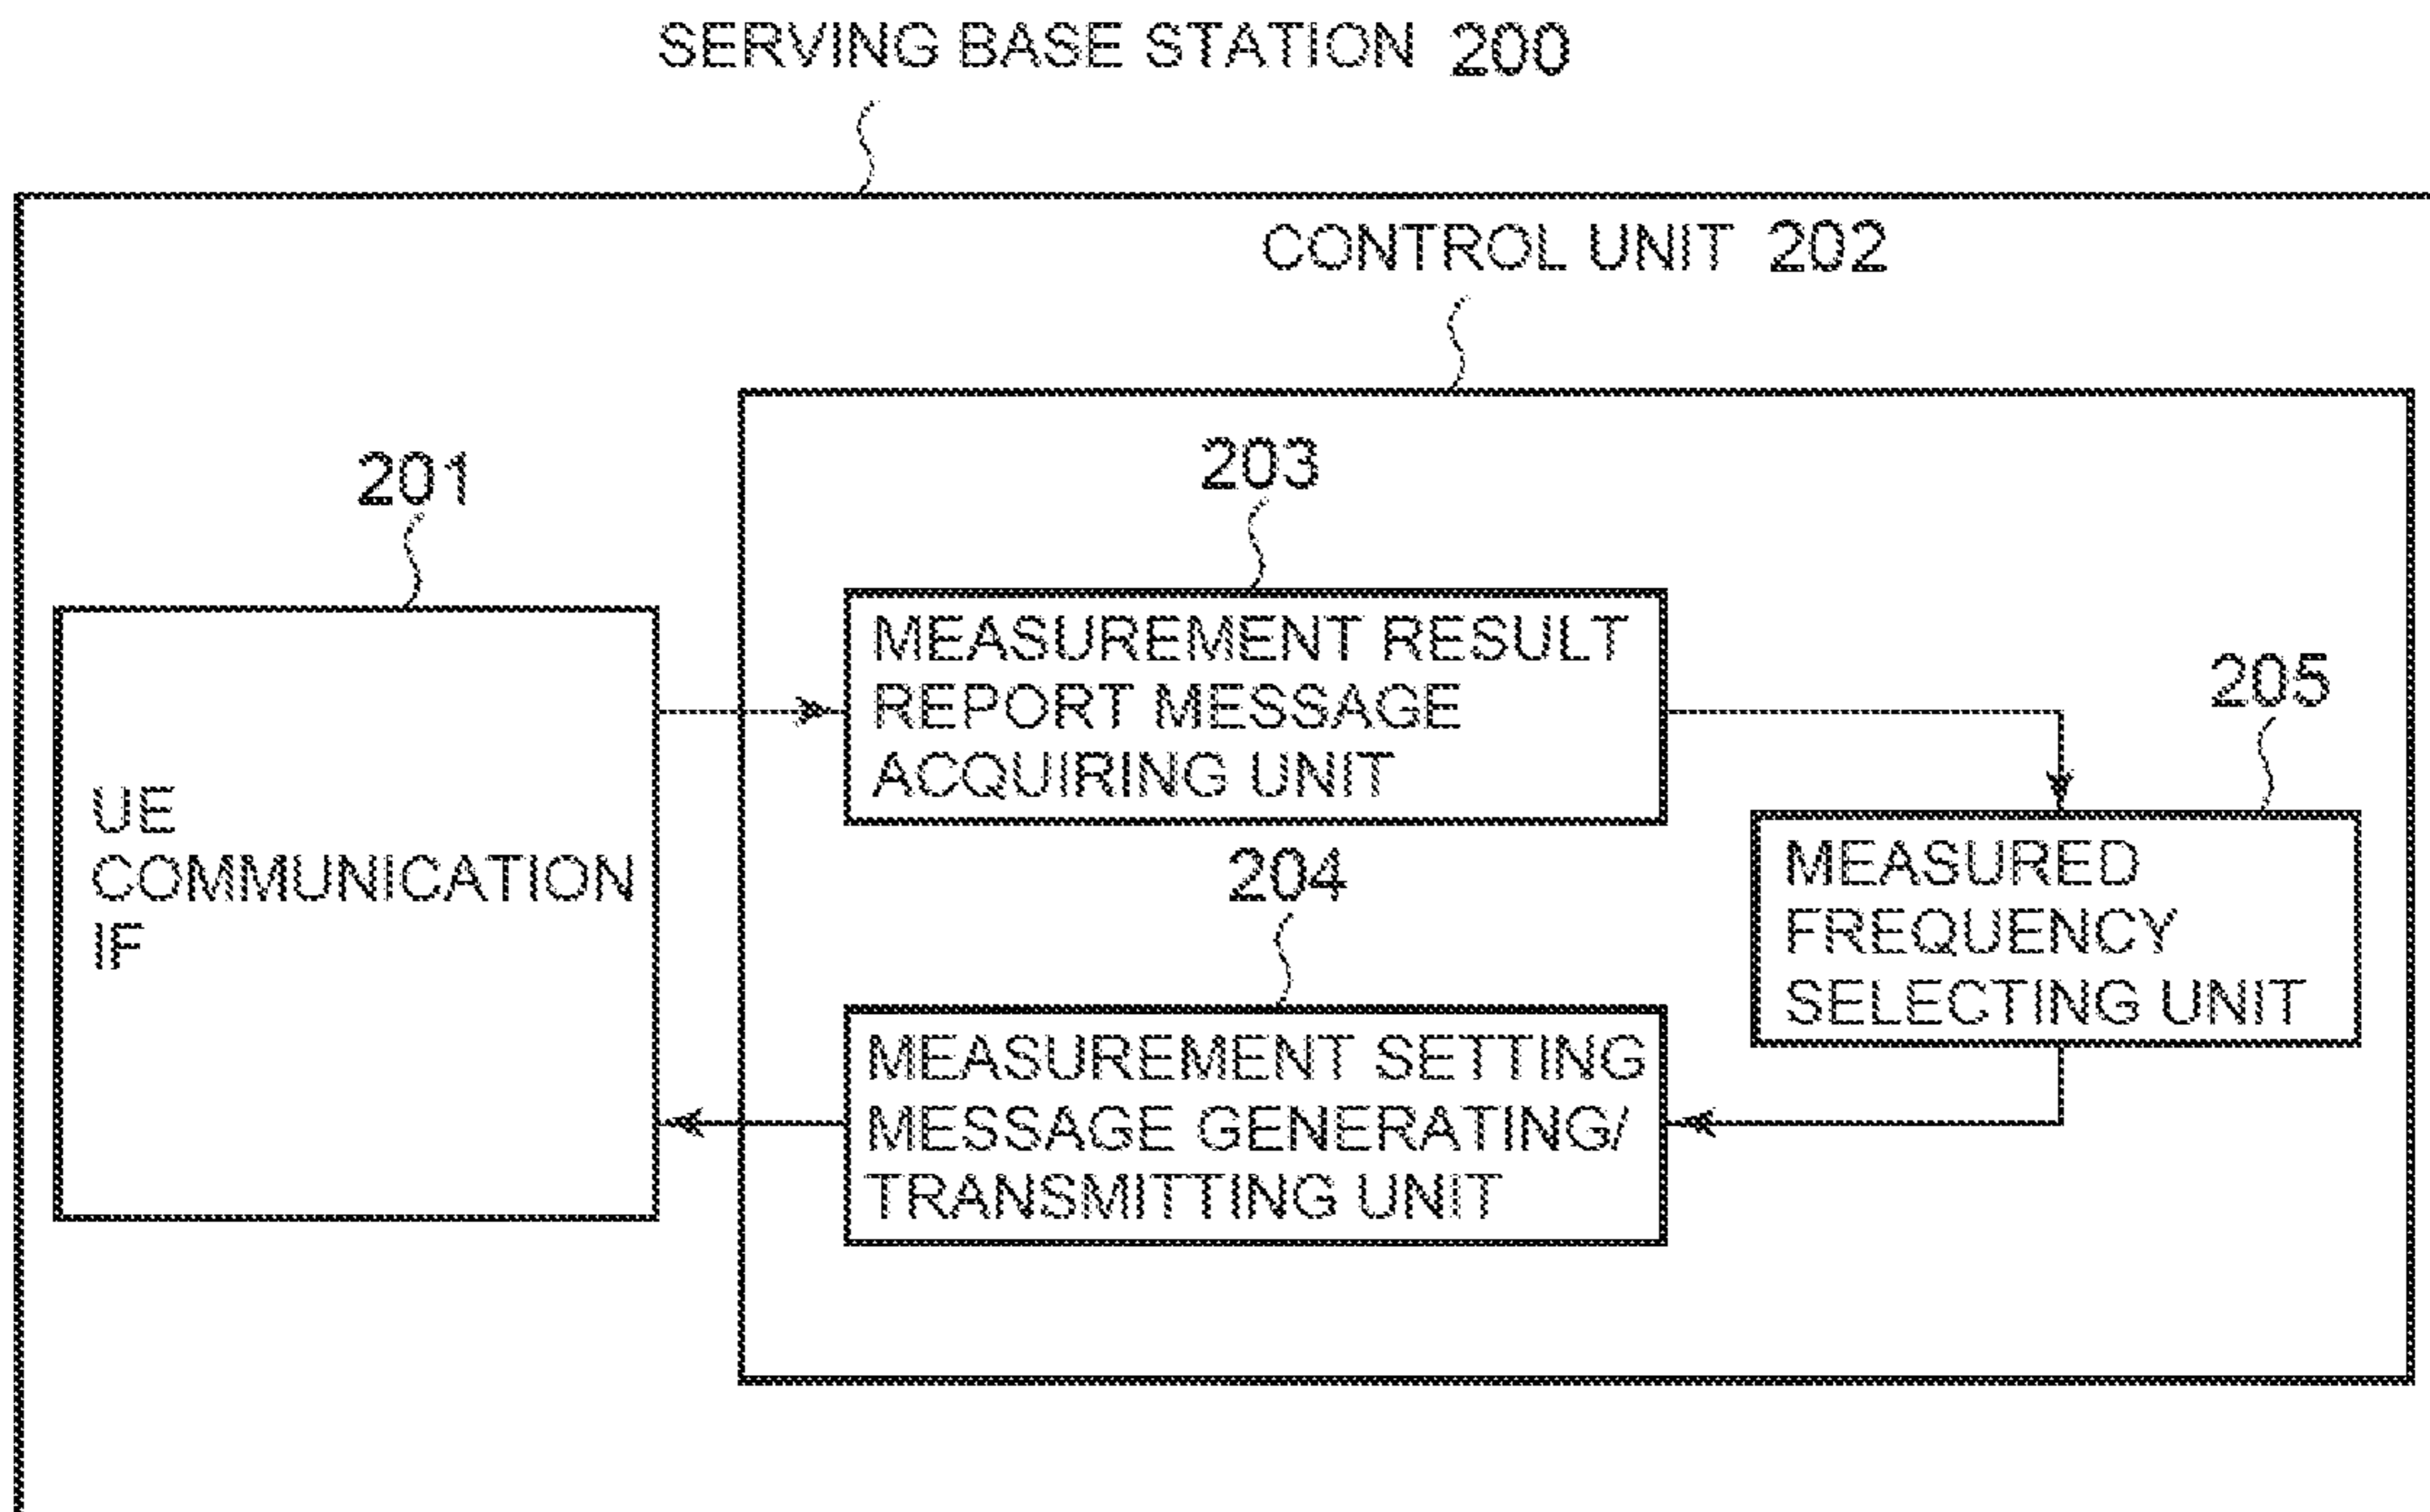 SERVING BASE STATION 200
CONTROL UNIT 202
201
203
MEASUREMENT RESULT
REPORT MESSAGE
ACQUIRING UNIT
205
UE
COMMUNICATION
IF
204
MEASURED
FREQUENCY
SELECTING UNIT
MEASUREMENT SETTING
MESSAGE GENERATING/
TRANSMITTING UNIT